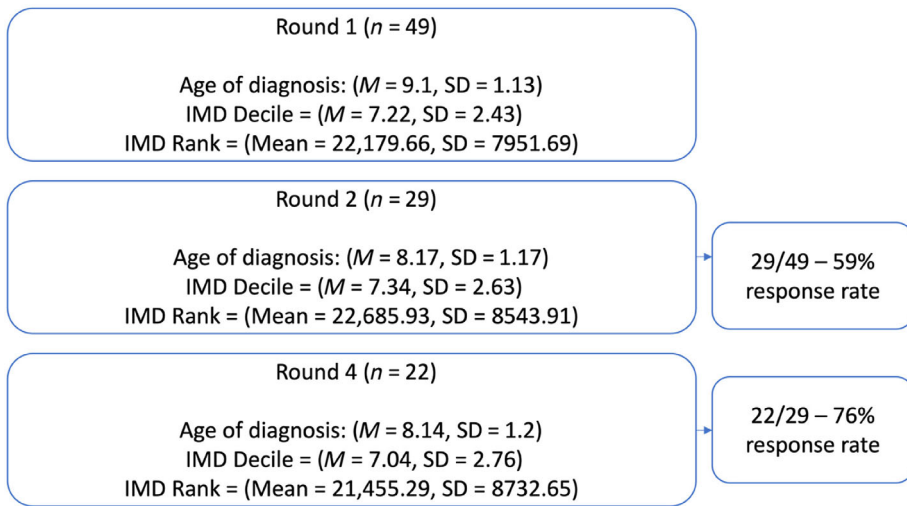 Round 1 (n = 49)
Age of diagnosis: (M = 9.1, SD = 1.13)
IMD Decile = (M = 7.22, SD = 2.43)
IMD Rank = (Mean = 22,179.66, SD = 7951.69)
Round 2 (n = 29)
Age of diagnosis: (M = 8.17, SD = 1.17)
IMD Decile = (M = 7.34, SD = 2.63)
IMD Rank = (Mean = 22,685.93, SD = 8543.91)
29/49 – 59%
response rate
Round 4 (n = 22)
Age of diagnosis: (M = 8.14, SD = 1.2)
IMD Decile = (M = 7.04, SD = 2.76)
IMD Rank = (Mean = 21,455.29, SD = 8732.65)
22/29 – 76%
response rate